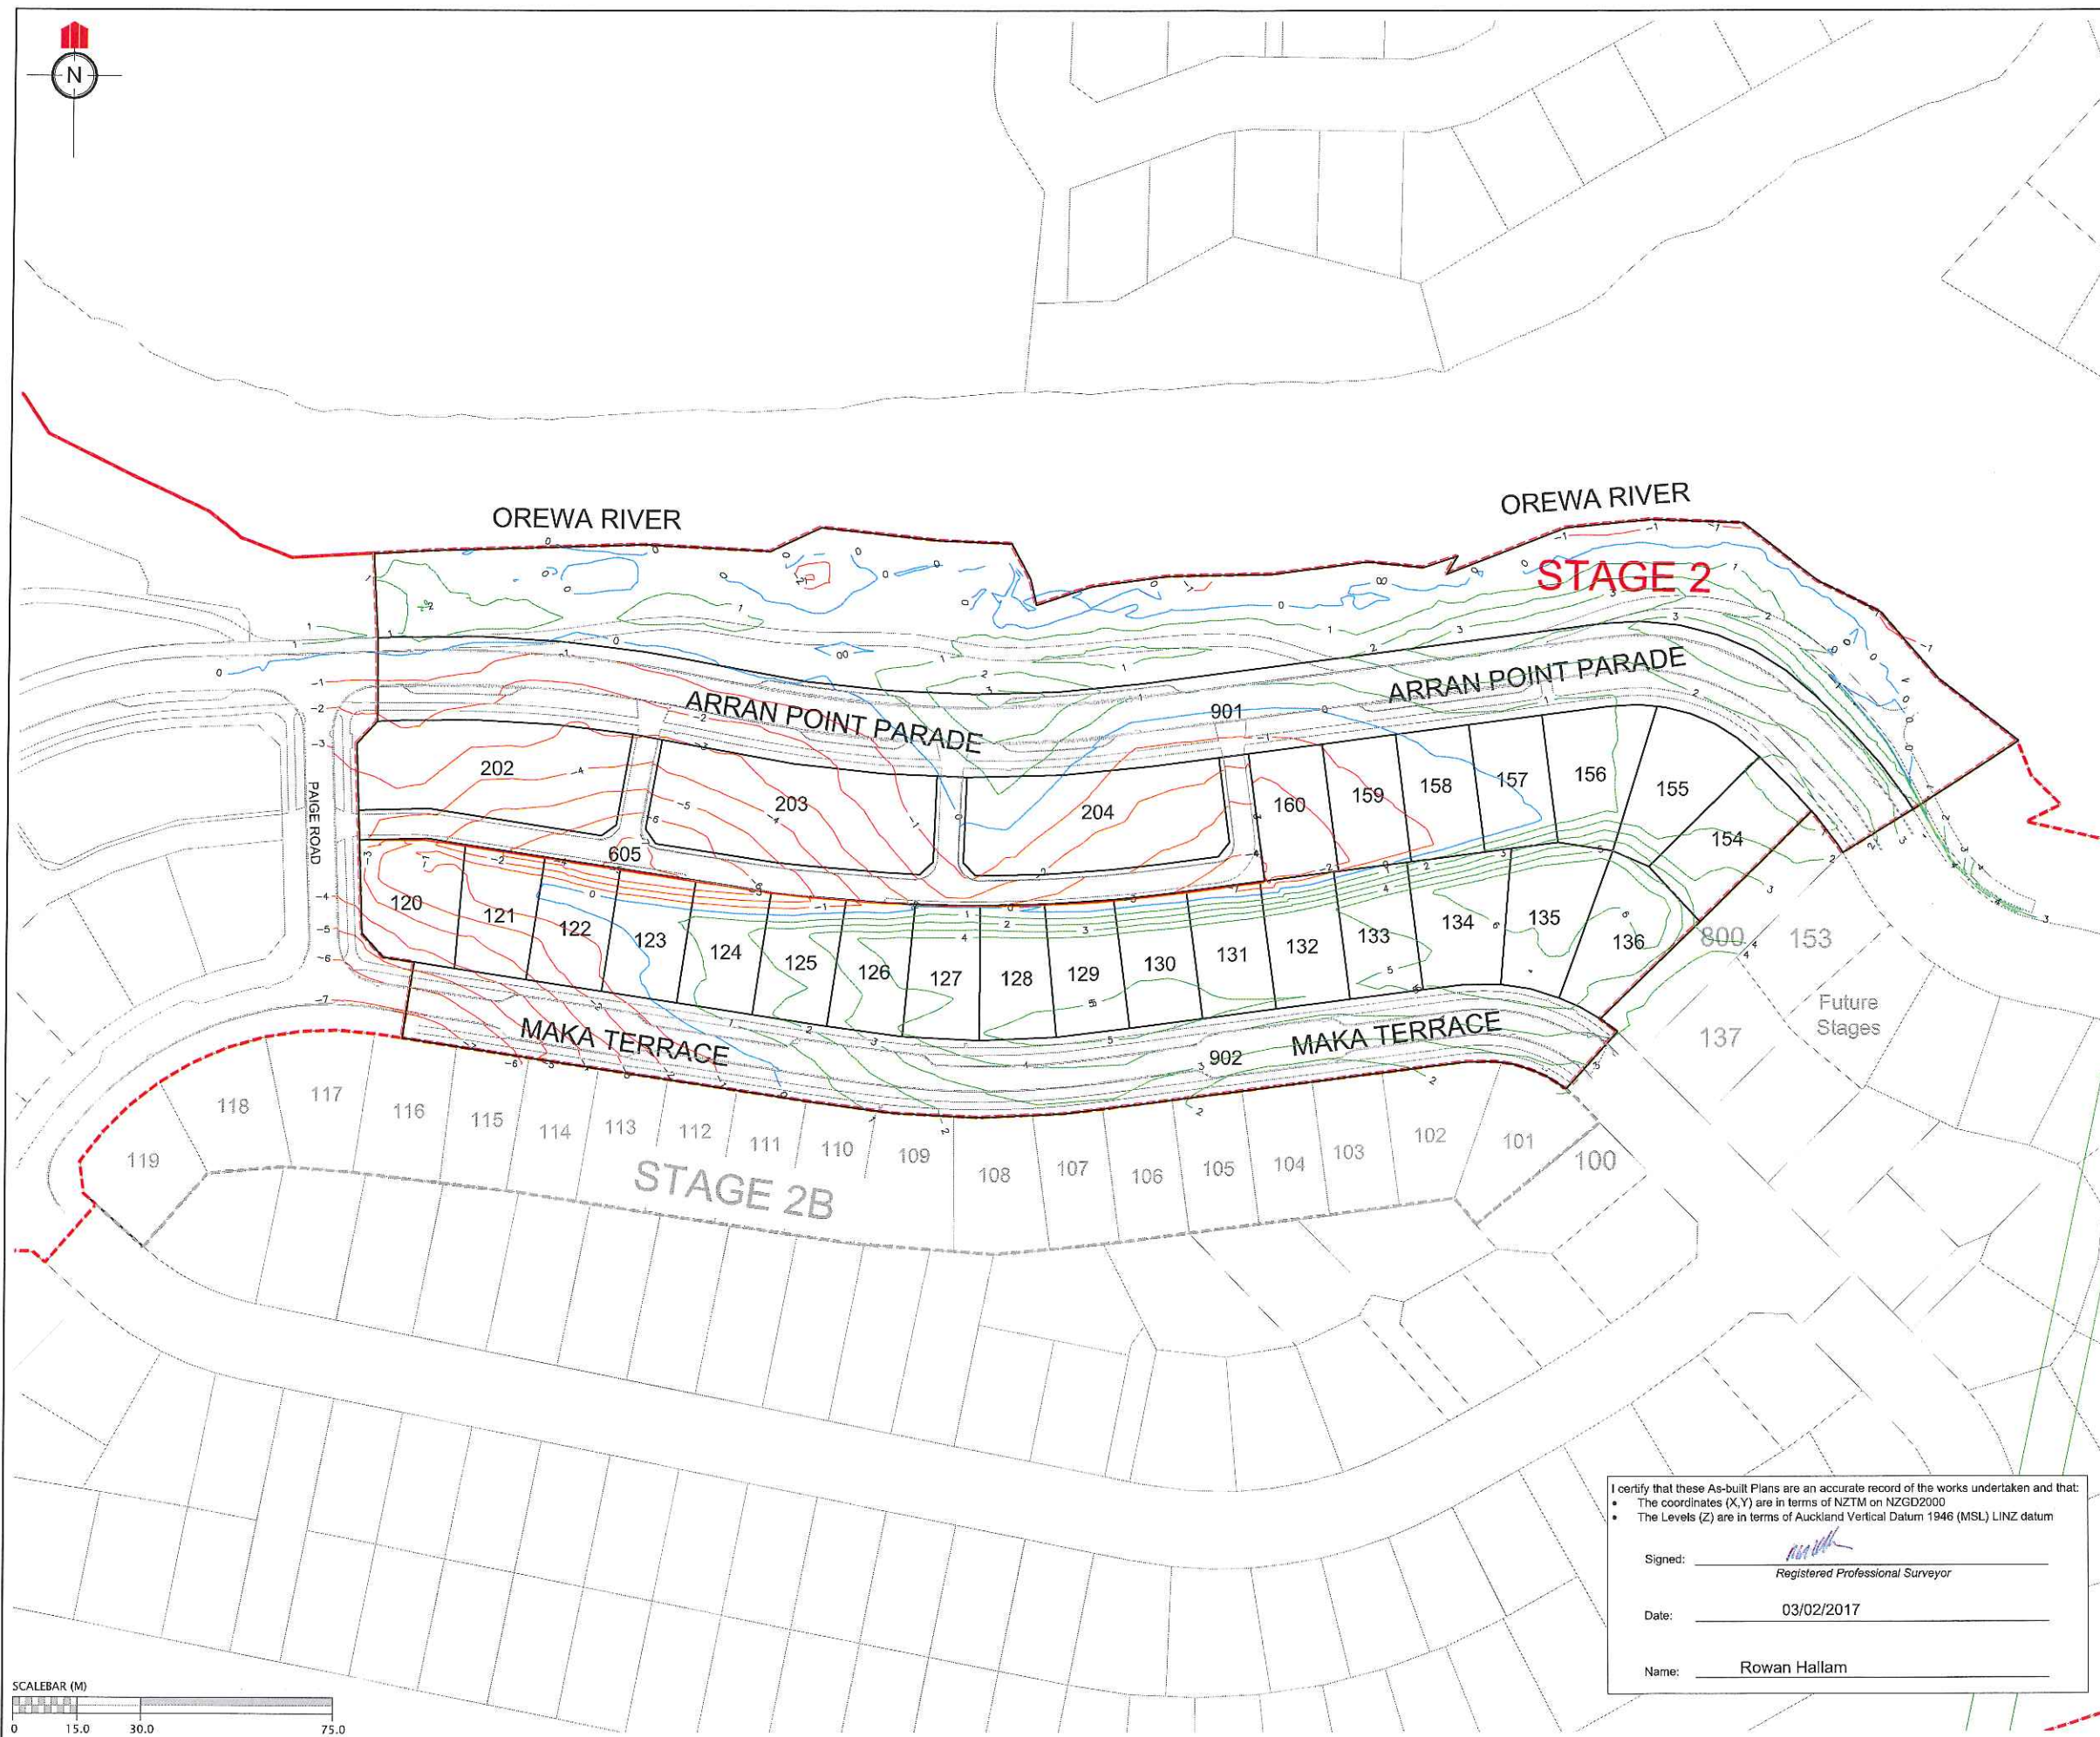 N
OREWA RIVER
OREWA RIVER
STAGE 2
ARRAN POINT PARADE
ARRAN POINT PARADE
901
PAIGE ROAD
202
203
204
160
159
158
157
156
155
154
605
120
121
122
123
124
125
126
127
128
129
130
131
132
133
134
135
136
800
153
137
Future
Stages
MAKA TERRACE
902
MAKA TERRACE
119
118
117
116
115
114
113
112
111
110
109
108
107
106
105
104
103
102
101
100
STAGE 2B
I certify that these As-built Plans are an accurate record of the works undertaken and that:
• The coordinates (X,Y) are in terms of NZTM on NZGD2000
• The Levels (Z) are in terms of Auckland Vertical Datum 1946 (MSL) LINZ datum
Signed:
Registered Professional Surveyor
Date: 03/02/2017
Name: Rowan Hallam
SCALEBAR (M)
0 15.0 30.0 75.0